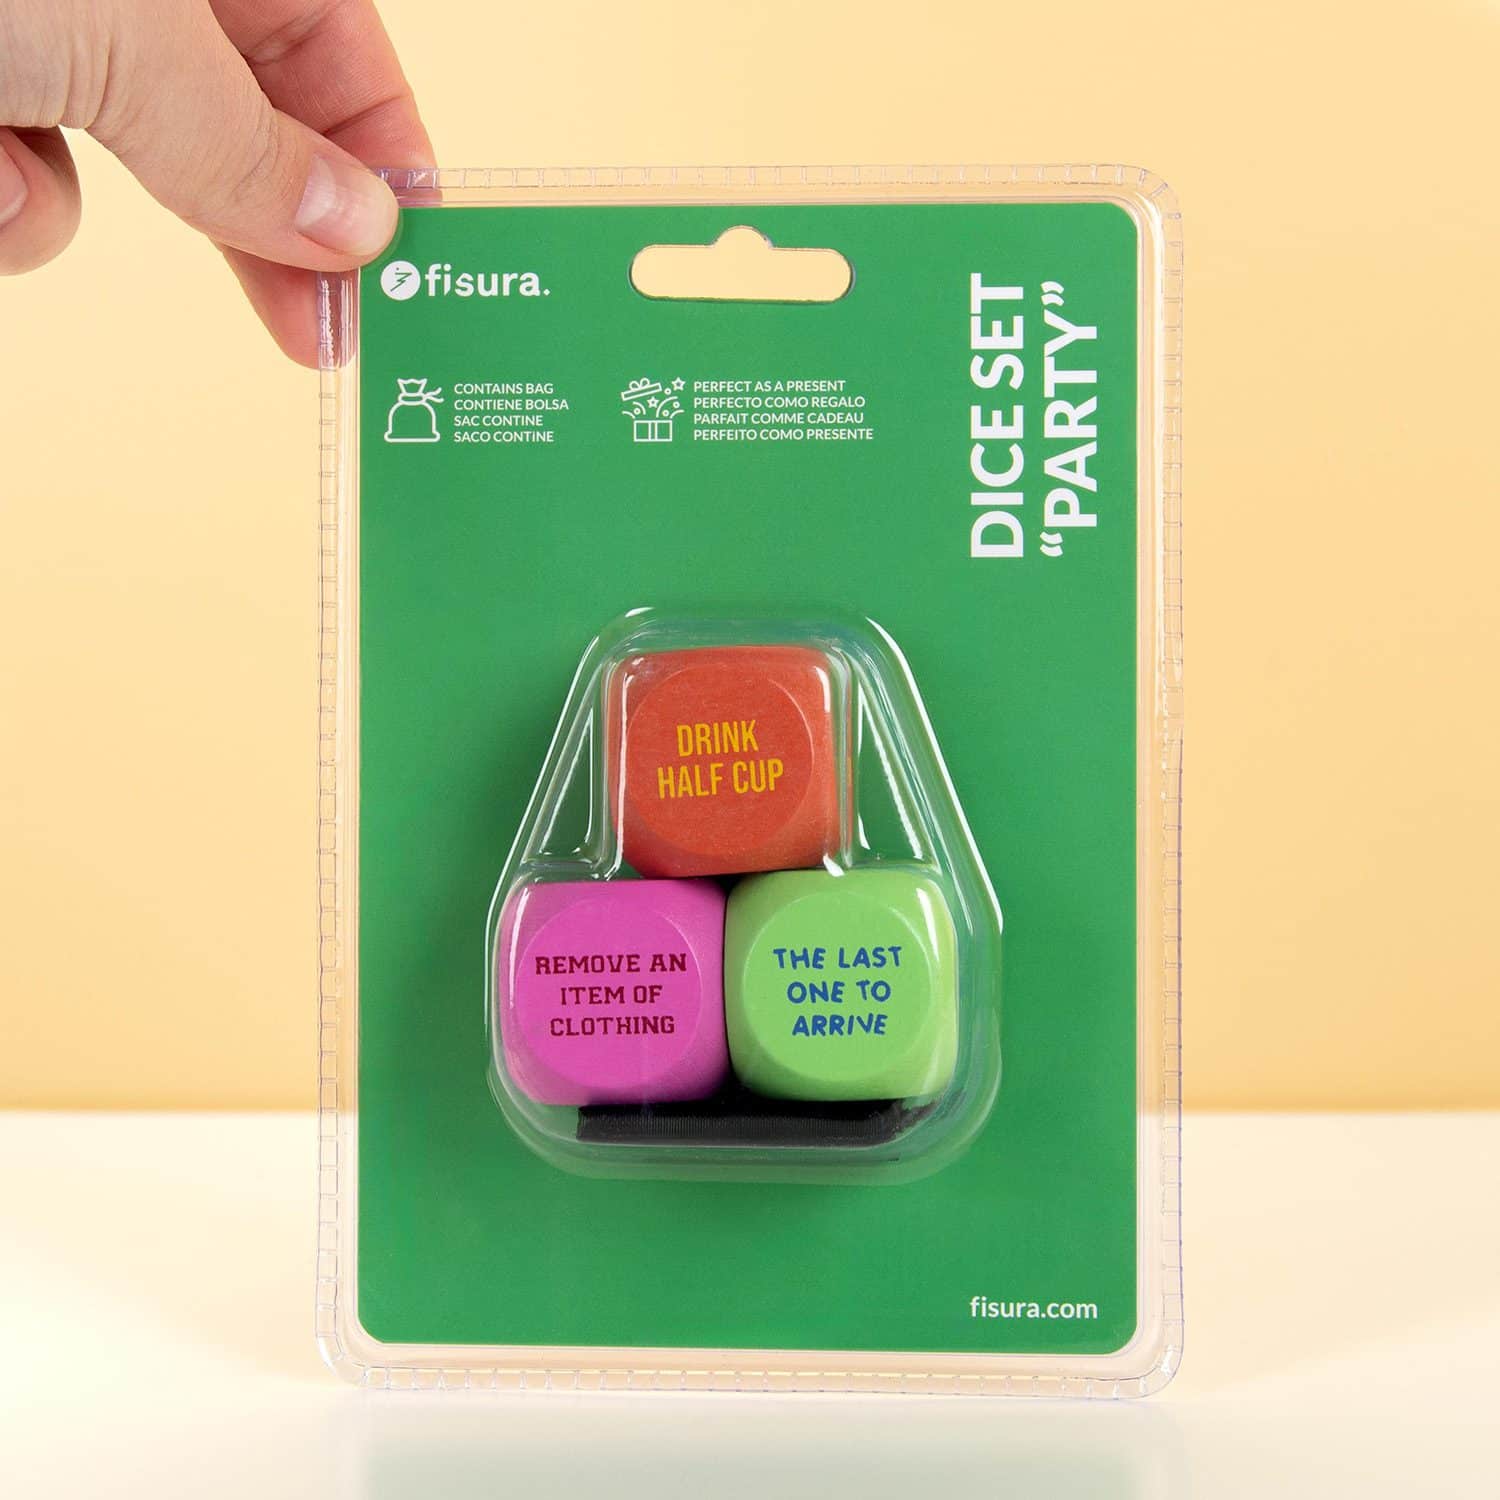 fisura.
CONTAINS BAG
CONTIENE BOLSA
SAC CONTINE
SACO CONTINE
PERFECT AS A PRESENT
PERFECTO COMO REGALO
PARFAIT COMME CADEAU
PERFEITO COMO PRESENTE
DICE SET
“PARTY”
DRINK
HALF CUP
REMOVE AN
ITEM OF
CLOTHING
THE LAST
ONE TO
ARRIVE
fisura.com